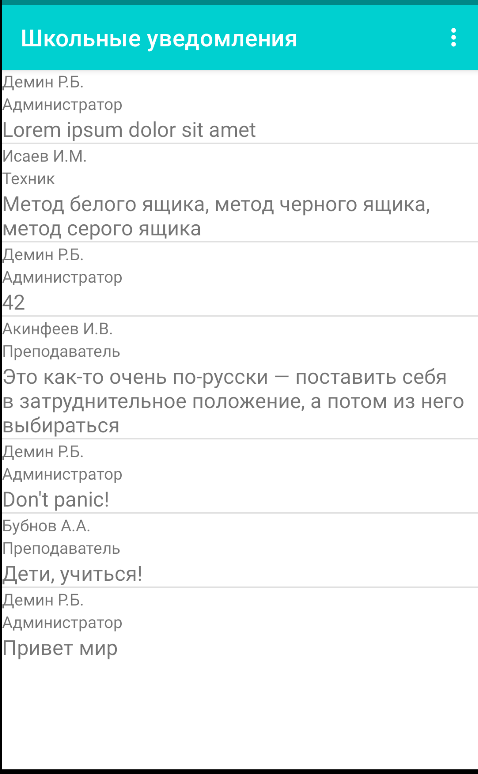 Школьные уведомления
Демин Р.Б.
Администратор
Lorem ipsum dolor sit amet
Исаев И.М.
Техник
Метод белого ящика, метод черного ящика,
метод серого ящика
Демин Р.Б.
Администратор
42
Акинфеев И.В.
Преподаватель
Это как-то очень по-русски — поставить себя
в затруднительное положение, а потом из него
выбираться
Демин Р.Б.
Администратор
Don't panic!
Бубнов А.А.
Преподаватель
Дети, учиться!
Демин Р.Б.
Администратор
Привет мир